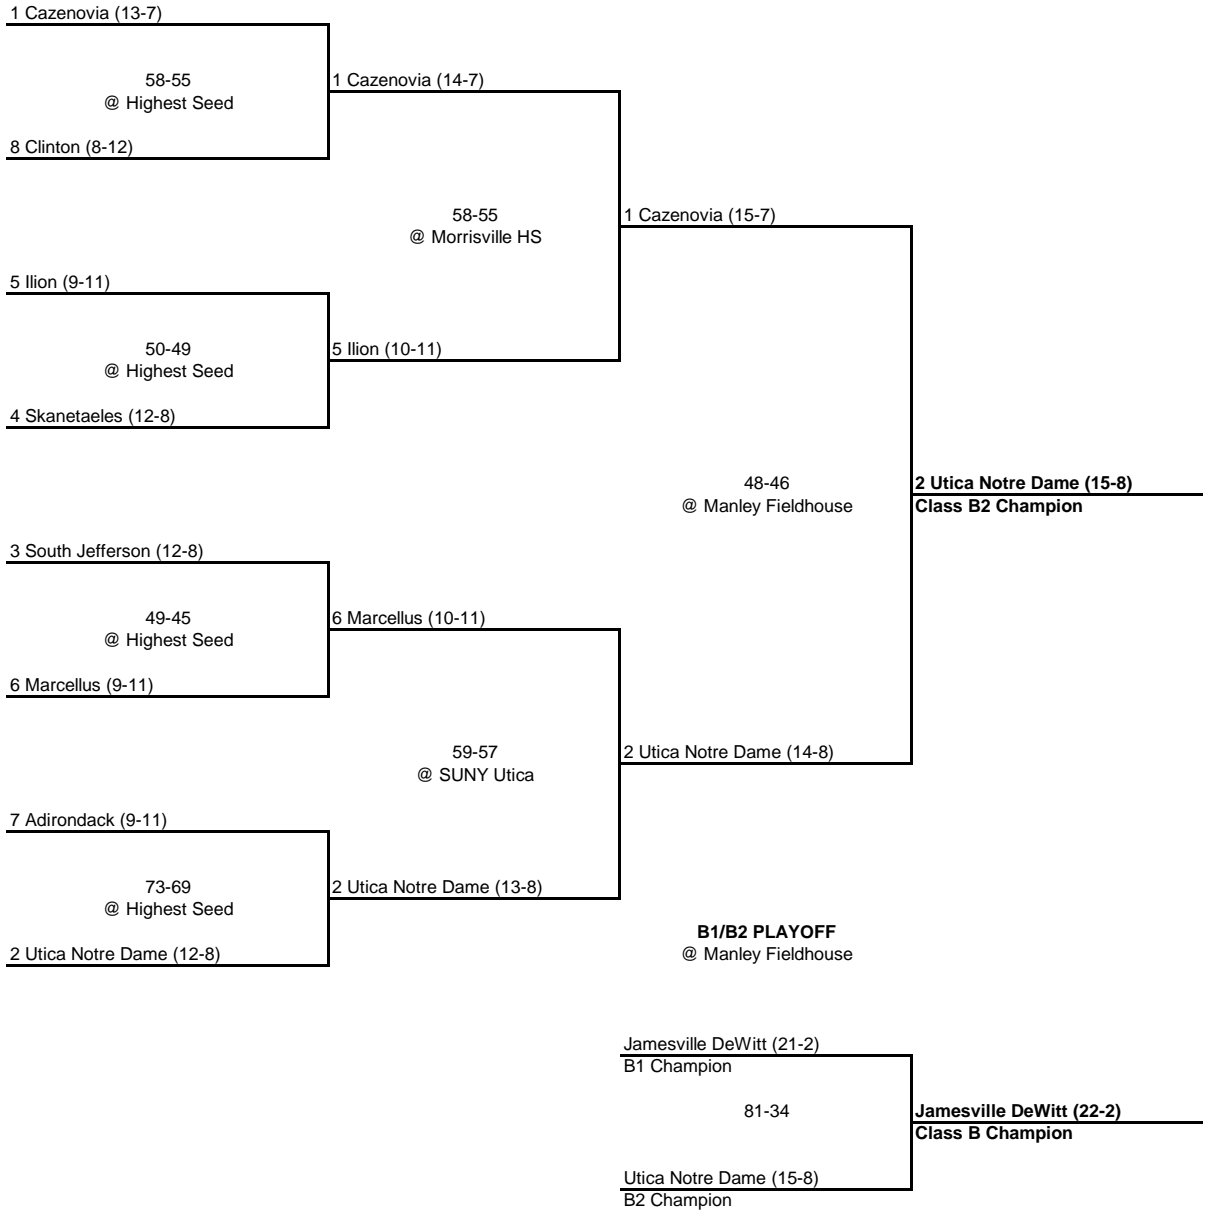 1 Cazenovia (13-7)
58-55
@ Highest Seed
1 Cazenovia (14-7)
8 Clinton (8-12)
58-55
@ Morrisville HS
1 Cazenovia (15-7)
5 Ilion (9-11)
50-49
@ Highest Seed
5 Ilion (10-11)
4 Skanetaeles (12-8)
48-46
@ Manley Fieldhouse
2 Utica Notre Dame (15-8)
Class B2 Champion
3 South Jefferson (12-8)
49-45
@ Highest Seed
6 Marcellus (10-11)
6 Marcellus (9-11)
59-57
@ SUNY Utica
2 Utica Notre Dame (14-8)
7 Adirondack (9-11)
73-69
@ Highest Seed
2 Utica Notre Dame (13-8)
2 Utica Notre Dame (12-8)
B1/B2 PLAYOFF
@ Manley Fieldhouse
Jamesville DeWitt (21-2)
B1 Champion
81-34
Jamesville DeWitt (22-2)
Class B Champion
Utica Notre Dame (15-8)
B2 Champion